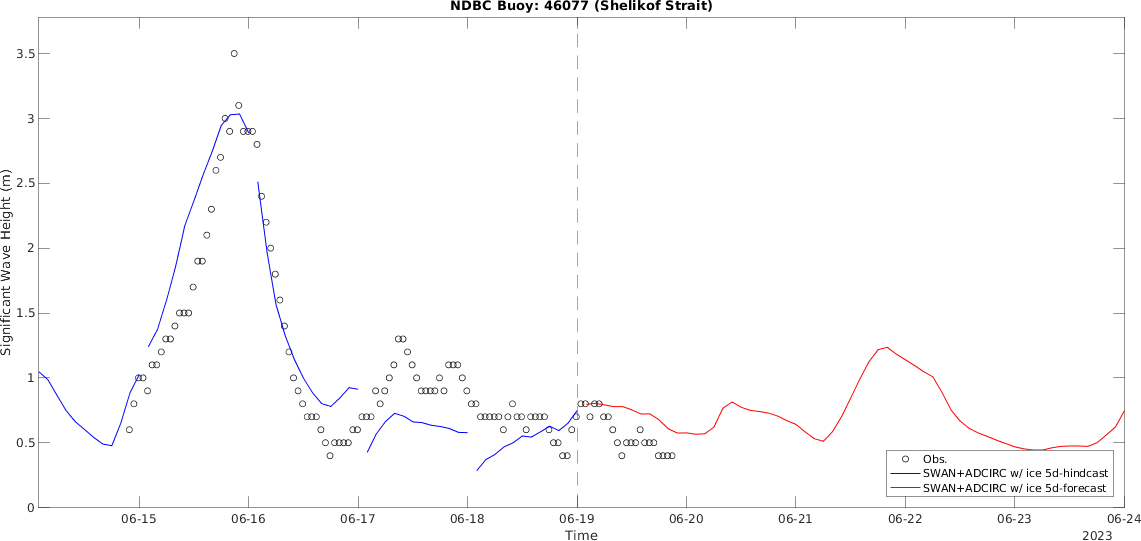 NDBC Buoy: 46077 (Shelikof Strait)
Significant Wave Height (m)
3.5
3
2.5
2
1.5
1
0.5
0
Obs.
SWAN+ADCIRC w/ ice 5d-hindcast
SWAN+ADCIRC w/ ice 5d-forecast
06-15 06-16 06-17 06-18 06-19 06-20 06-21 06-22 06-23 06-24
Time
2023